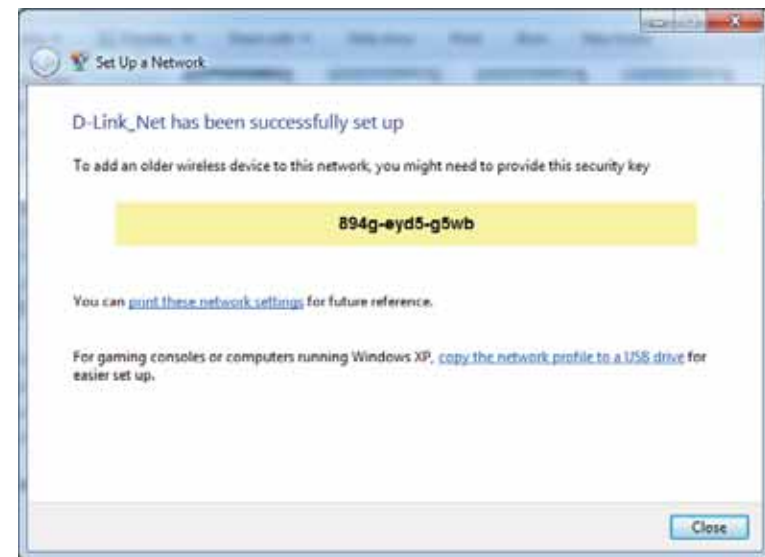 Set Up a Network
D-Link_Net has been successfully set up
To add an older wireless device to this network, you might need to provide this security key
894g-eyd5-g5wb
You can print these network settings for future reference.
For gaming consoles or computers running Windows XP, copy the network profile to a USB drive for
easier set up.
Close